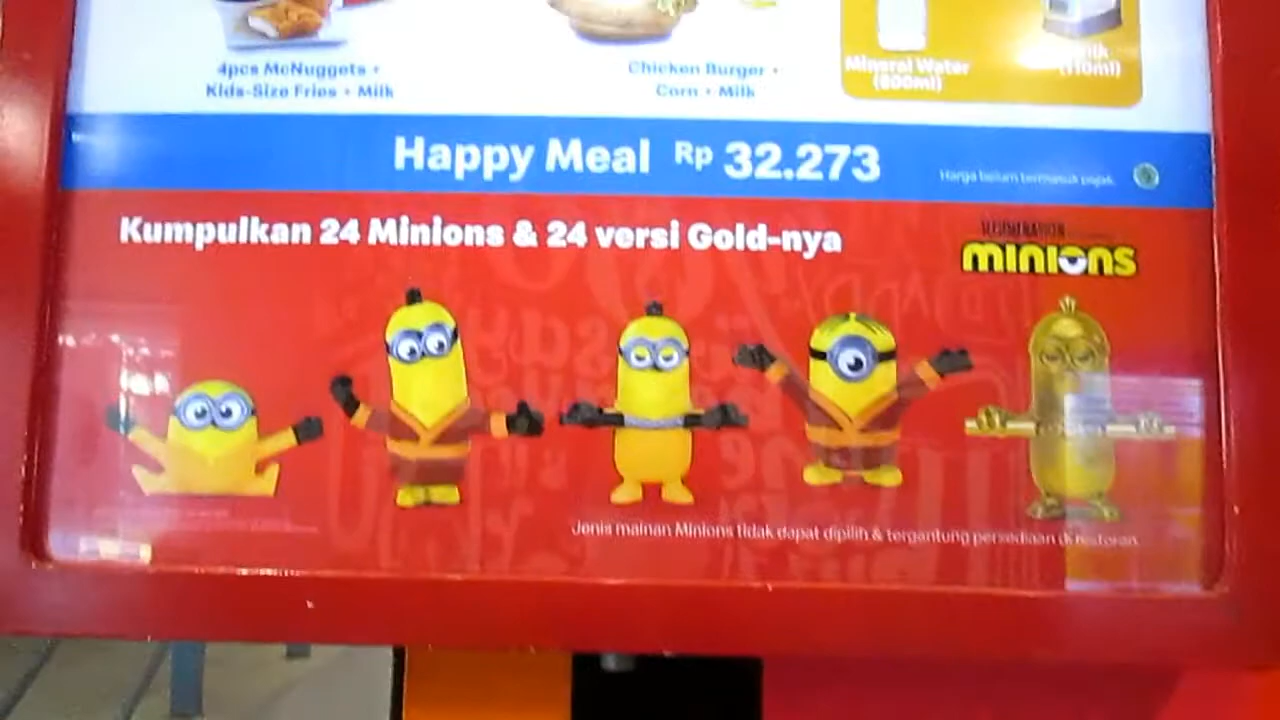 4pcs McNuggets +
Kids-Size Fries + Milk
Chicken Burger +
Corn + Milk
Mineral Water
(600ml)
Milk
(110ml)
Happy Meal Rp 32.273
Harga belum termasuk pajak.
Kumpulkan 24 Minions & 24 versi Gold-nya
MINIONS
Jenis mainan Minions tidak dapat dipilih & tergantung persediaan di restoran.